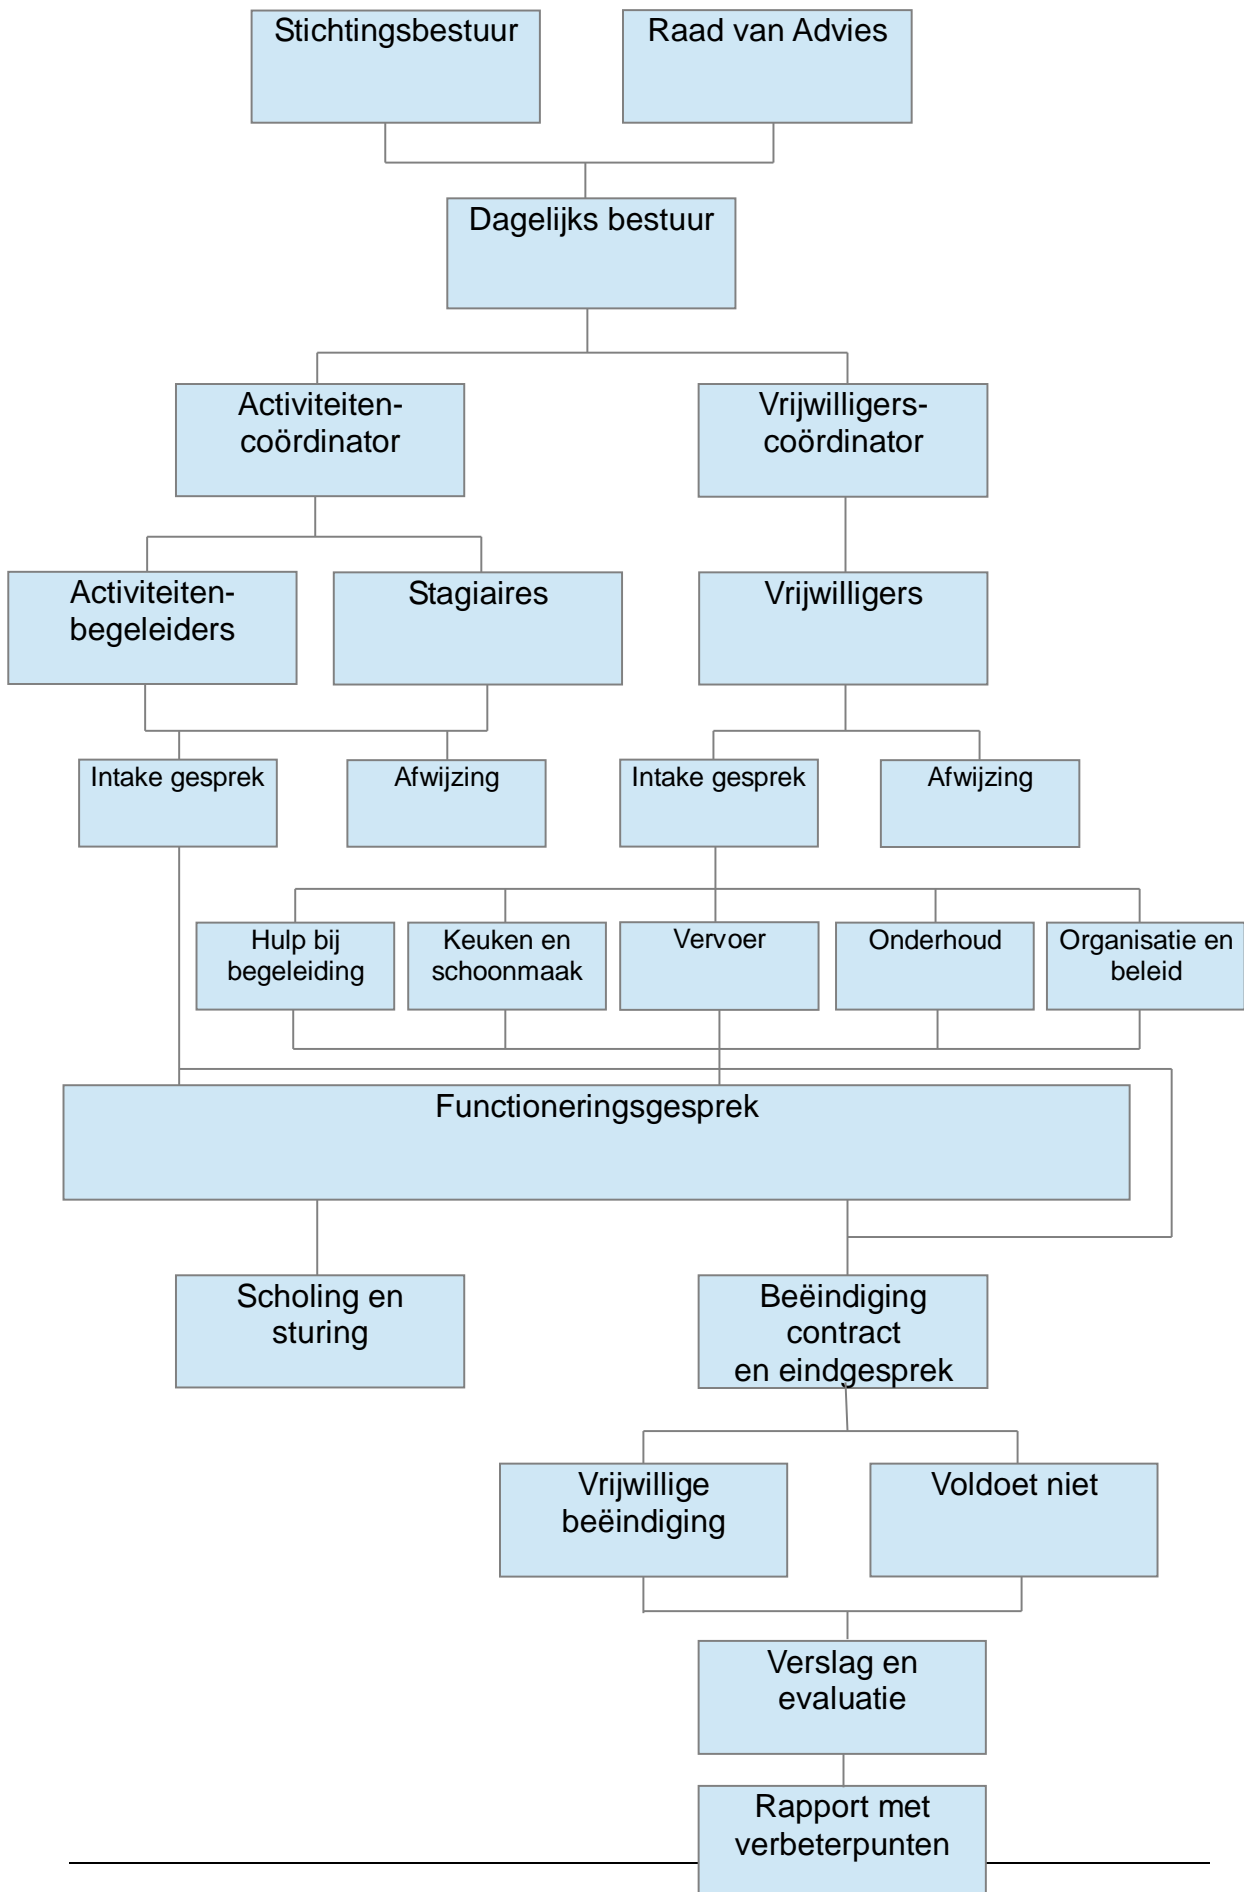 Stichtingsbestuur
Raad van Advies
Dagelijks bestuur
Activiteiten-
coördinator
Vrijwilligers-
coördinator
Activiteiten-
begeleiders
Stagiaires
Vrijwilligers
Intake gesprek
Afwijzing
Intake gesprek
Afwijzing
Hulp bij
begeleiding
Keuken en
schoonmaak
Vervoer
Onderhoud
Organisatie en
beleid
Functioneringsgesprek
Scholing en
sturing
Beëindiging
contract
en eindgesprek
Vrijwillige
beëindiging
Voldoet niet
Verslag en
evaluatie
Rapport met
verbeterpunten